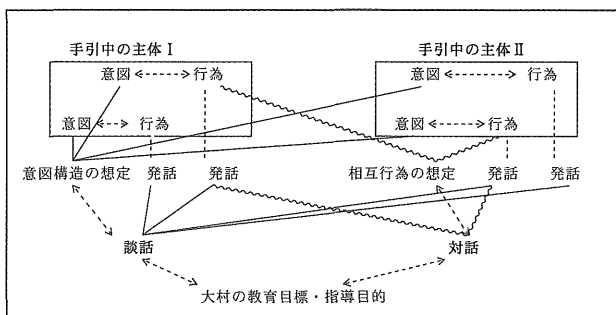 手引中の主体Ⅰ 手引中の主体Ⅱ
意図 行為 意図 行為
意図 行為 意図 行為
意図構造の想定 発話 発話 相互行為の想定 発話 発話
談話 対話
大村の教育目標・指導目的